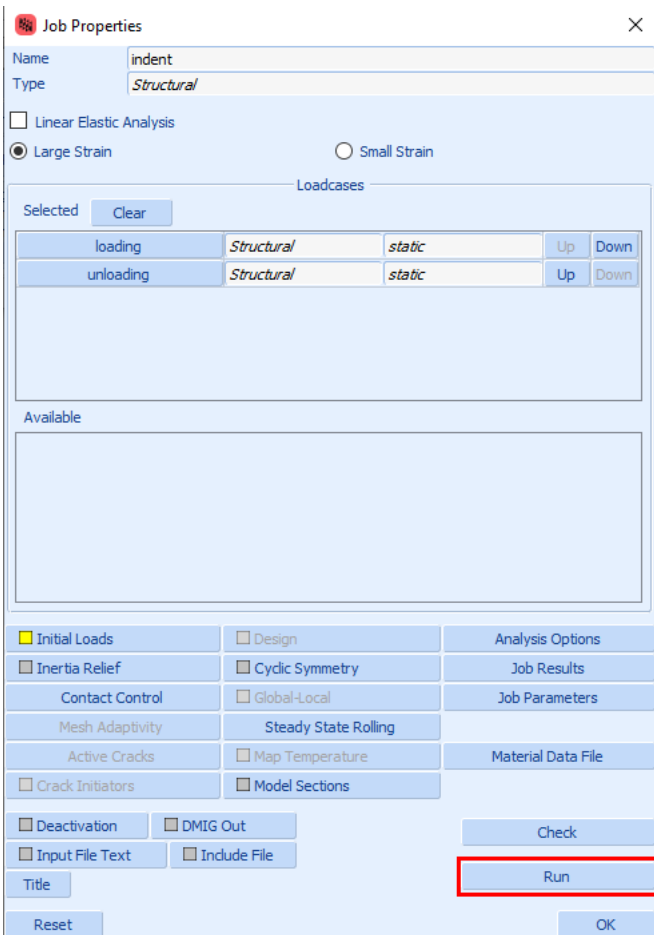 Job Properties
Name indent
Type Structural
Linear Elastic Analysis
Large Strain Small Strain
Loadcases
Selected Clear
loading Structural static Up Down
unloading Structural static Up Down
Available
Initial Loads Design Analysis Options
Inertia Relief Cyclic Symmetry Job Results
Contact Control Global-Local Job Parameters
Mesh Adaptivity Steady State Rolling
Active Cracks Map Temperature Material Data File
Crack Initiators Model Sections
Deactivation DMIG Out Check
Input File Text Include File
Title Run
Reset OK